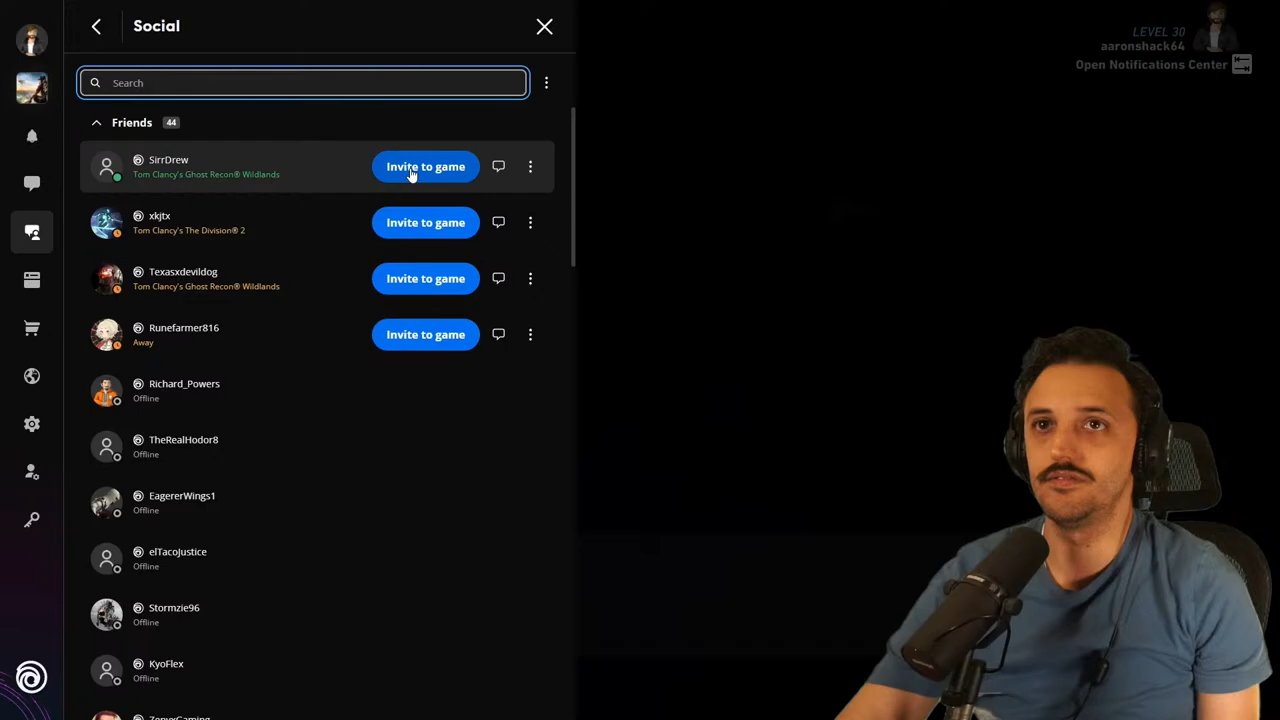 Social
LEVEL 30
aaronshack64
Open Notifications Center
Search
Friends 44
SirrDrew
Tom Clancy's Ghost Recon® Wildlands
Invite to game
xkjtx
Tom Clancy's The Division® 2
Invite to game
Texasxdevildog
Tom Clancy's Ghost Recon® Wildlands
Invite to game
Runefarmer816
Away
Invite to game
Richard_Powers
Offline
TheRealHodor8
Offline
EagererWings1
Offline
elTacoJustice
Offline
Stormzie96
Offline
KyoFlex
Offline